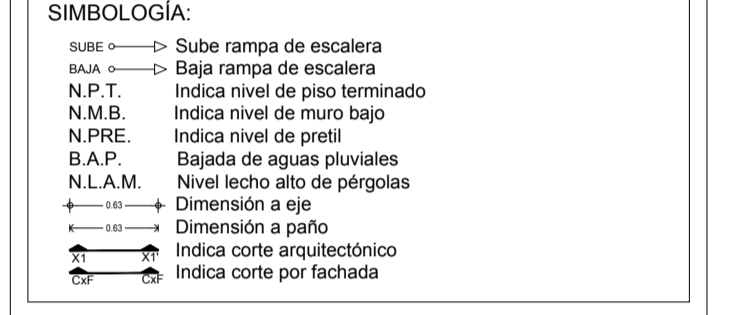 SIMBOLOGÍA:
SUBE Sube rampa de escalera
BAJA Baja rampa de escalera
N.P.T. Indica nivel de piso terminado
N.M.B. Indica nivel de muro bajo
N.PRE. Indica nivel de pretil
B.A.P. Bajada de aguas pluviales
N.L.A.M. Nivel lecho alto de pérgolas
0.63 Dimensión a eje
0.63 Dimensión a paño
X1 X1' Indica corte arquitectónico
CxF CxF Indica corte por fachada